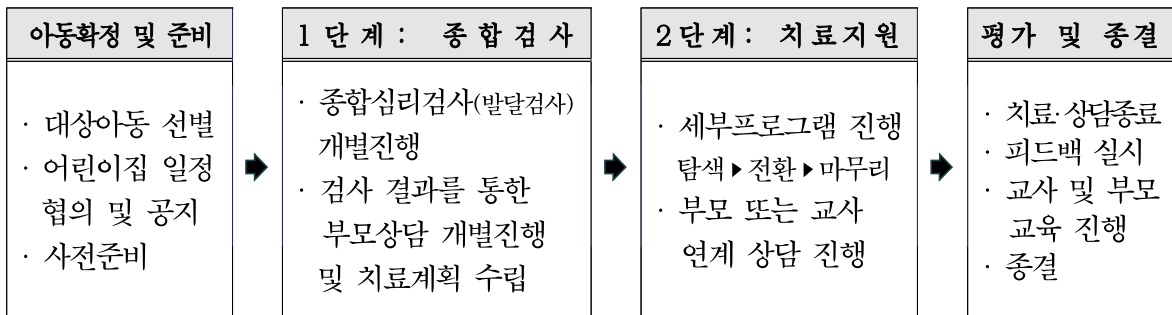 아동확정 및 준비
· 대상아동 선별
· 어린이집 일정
협의 및 공지
· 사전준비
1단계: 종합검사
· 종합심리검사(발달검사)
개별진행
· 검사 결과를 통한
부모상담 개별진행
및 치료계획 수립
2단계: 치료지원
· 세부프로그램 진행
탐색▶전환▶마무리
· 부모 또는 교사
연계 상담 진행
평가 및 종결
· 치료·상담종료
· 피드백 실시
· 교사 및 부모
교육 진행
· 종결